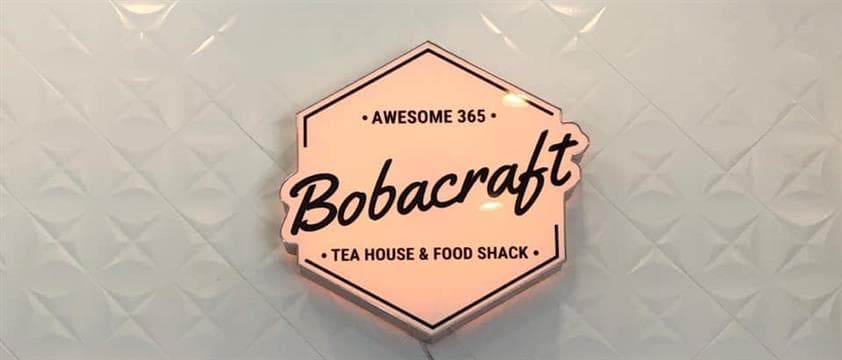 • AWESOME 365 •
Bobacraft
• TEA HOUSE & FOOD SHACK •